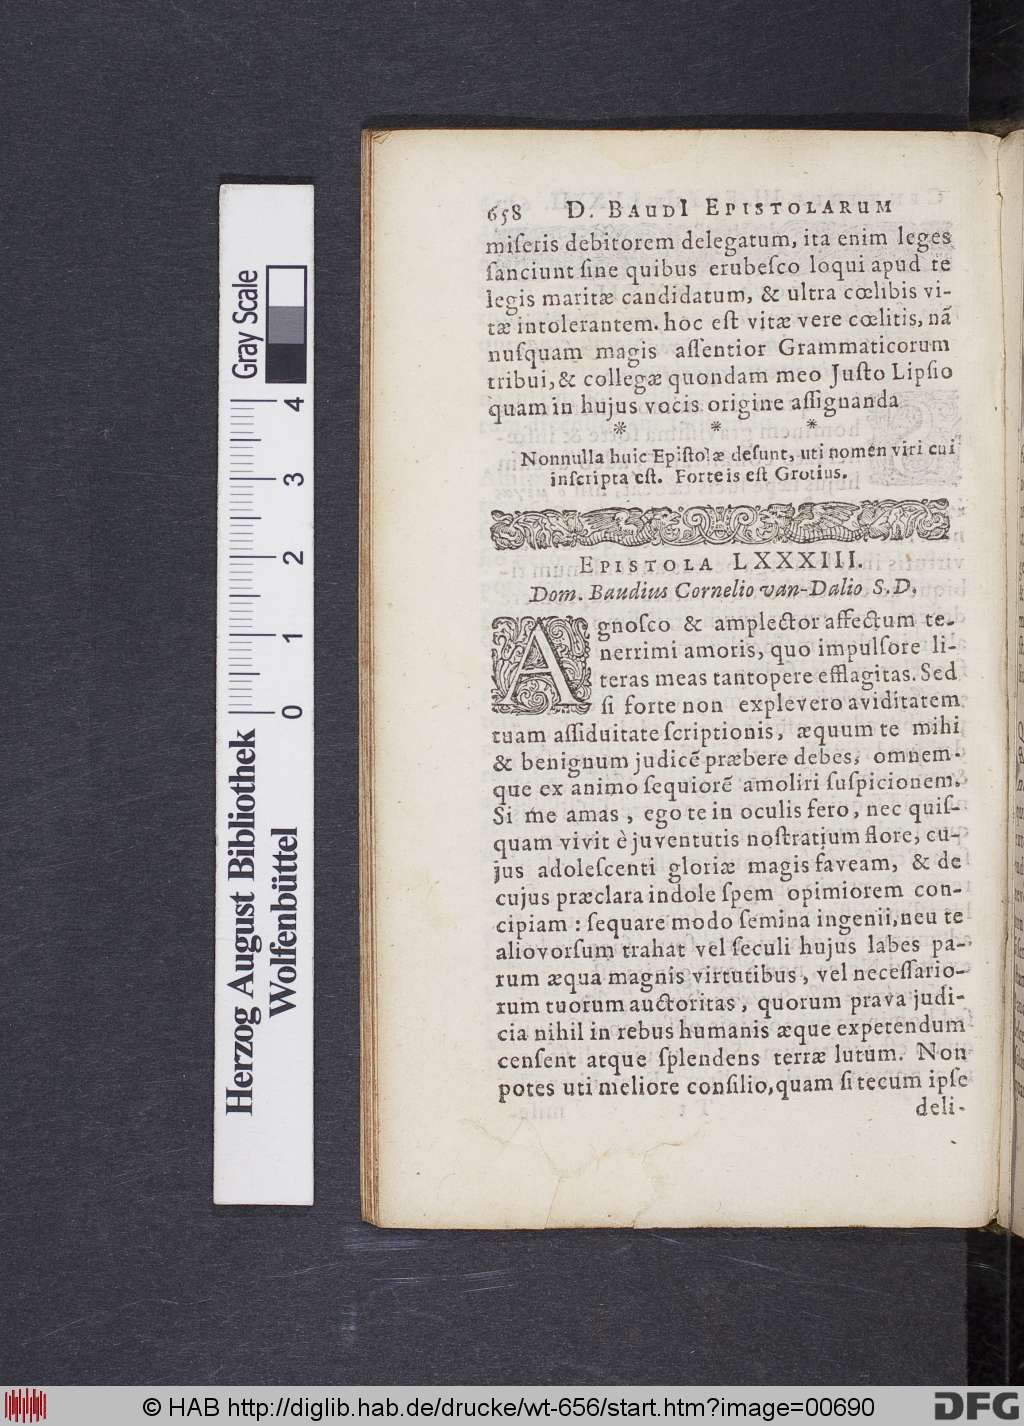 658 D. BAUDI EPISTOLARUM
miseris debitorem delegatum, ita enim leges
ſanciunt ſine quibus erubeſco loqui apud te
legis maritæ candidatum, & ultra cœlibis vi-
tæ intolerantem. hoc eſt vitæ vere cœlitis, nã
nuſquam magis aſſentior Grammaticorum
tribui, & collegæ quondam meo Juſto Lipſio
quam in hujus vocis origine aſſignanda
* * *
Nonnulla huic Epiſtolæ deſunt, uti nomen viri cui
inſcripta eſt. Forte is eſt Grotius.
EPISTOLA LXXXIII.
Dom. Baudius Cornelio van-Dalio S.D.
Agnoſco & amplector affectum te-
nerrimi amoris, quo impulſore li-
teras meas tantopere efflagitas. Sed
ſi forte non explevero aviditatem
tuam aſſiduitate ſcriptionis, æquum te mihi
& benignum judicẽ præbere debes, omnem-
que ex animo ſequiorẽ amoliri ſuſpicionem.
Si me amas, ego te in oculis fero, nec quiſ-
quam vivit è juventutis noſtratium flore, cu-
jus adoleſcenti gloriæ magis faveam, & de
cujus præclara indole ſpem opimiorem con-
cipiam: ſequare modo ſemina ingenii, neu te
aliovorſum trahat vel ſeculi hujus labes pa-
rum æqua magnis virtutibus, vel neceſſario-
rum tuorum auctoritas, quorum prava judi-
cia nihil in rebus humanis æque expetendum
cenſent atque ſplendens terræ lutum. Non
potes uti meliore conſilio, quam ſi tecum ipſe
deli-
Gray Scale
4
3
2
1
0
Herzog August Bibliothek
Wolfenbüttel
© HAB http://diglib.hab.de/drucke/wt-656/start.htm?image=00690
DFG